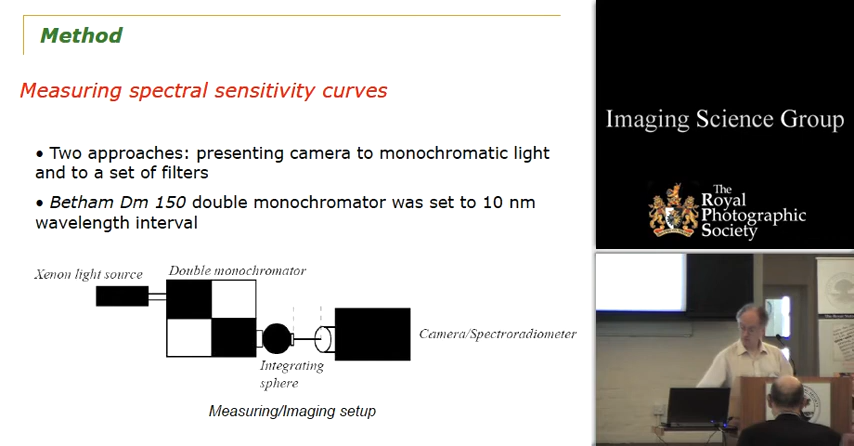 Method
Measuring spectral sensitivity curves
• Two approaches: presenting camera to monochromatic light
and to a set of filters
• Betham Dm 150 double monochromator was set to 10 nm
wavelength interval
Xenon light source
Double monochromator
Camera/Spectroradiometer
Integrating
sphere
Measuring/Imaging setup
Imaging Science Group
The
Royal
Photographic
Society